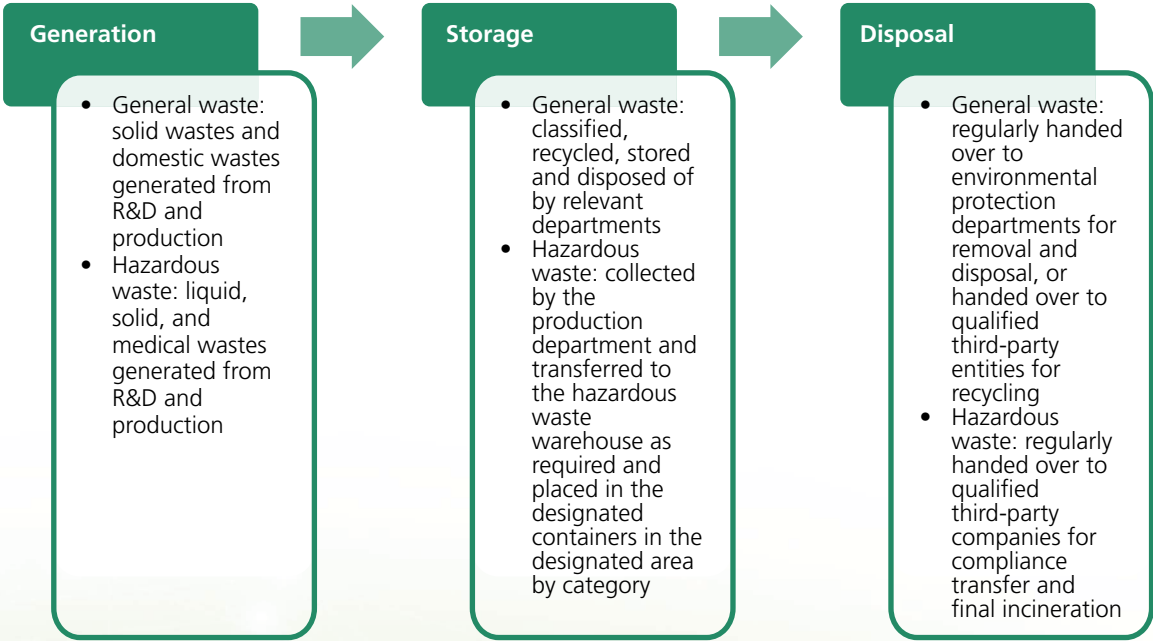 Generation
• General waste:
solid wastes and
domestic wastes
generated from
R&D and
production
• Hazardous
waste: liquid,
solid, and
medical wastes
generated from
R&D and
production
Storage
• General waste:
classified,
recycled, stored
and disposed of
by relevant
departments
• Hazardous
waste: collected
by the
production
department and
transferred to
the hazardous
waste
warehouse as
required and
placed in the
designated
containers in the
designated area
by category
Disposal
• General waste:
regularly handed
over to
environmental
protection
departments for
removal and
disposal, or
handed over to
qualified
third-party
entities for
recycling
• Hazardous
waste: regularly
handed over to
qualified
third-party
companies for
compliance
transfer and
final incineration